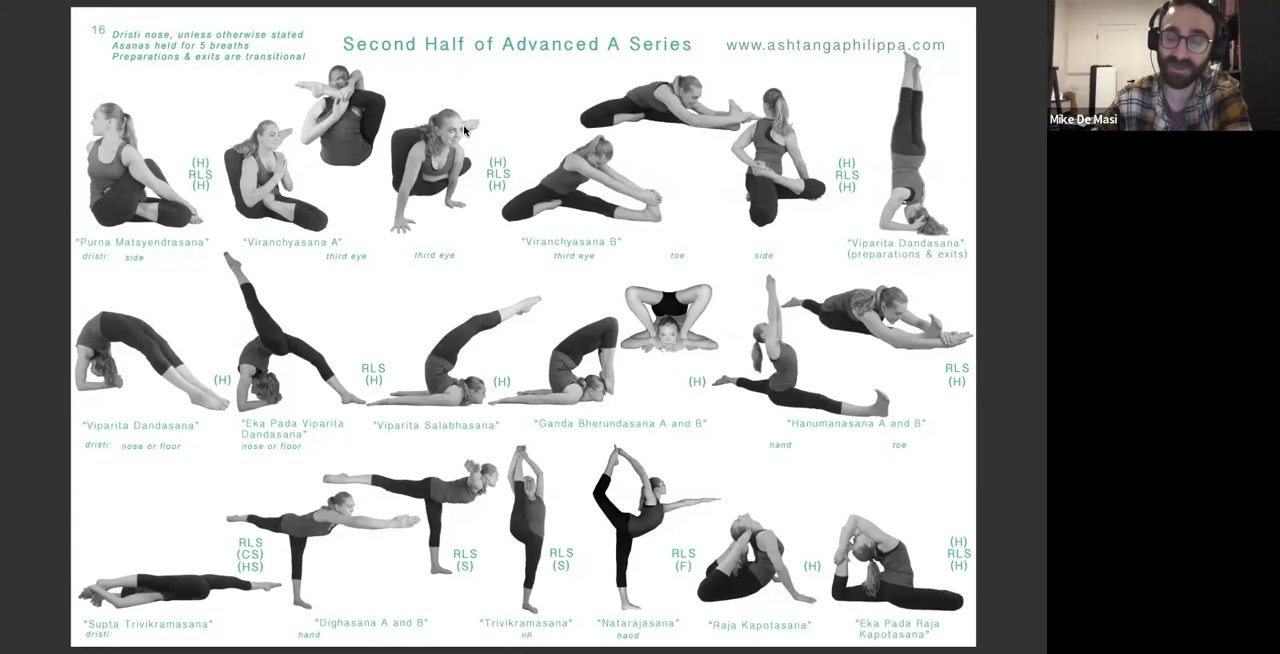 16
Dristi nose, unless otherwise stated
Asanas held for 5 breaths
Preparations & exits are transitional
Second Half of Advanced A Series
www.ashtangaphilippa.com
Mike De Masi
(H)
RLS
(H)
(H)
RLS
(H)
(H)
RLS
(H)
"Purna Matsyendrasana"
"Viranchyasana A"
"Viranchyasana B"
"Viparita Dandasana"
(preparations & exits)
dristi: side
third eye
third eye
third eye
toe
side
(H)
RLS
(H)
(H)
(H)
RLS
(H)
"Viparita Dandasana"
"Eka Pada Viparita
Dandasana"
"Viparita Salabhasana"
"Ganda Bherundasana A and B"
"Hanumanasana A and B"
dristi: nose or floor
nose or floor
hand
toe
RLS
(CS)
(HS)
RLS
(S)
RLS
(S)
RLS
(F)
(H)
(H)
RLS
(H)
"Supta Trivikramasana"
"Dighasana A and B"
"Trivikramasana"
"Natarajasana"
"Raja Kapotasana"
"Eka Pada Raja
Kapotasana"
dristi:
hand
up
hand